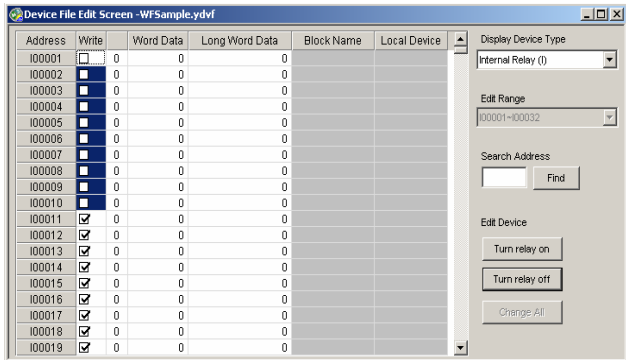 Device File Edit Screen -WFSample.ydvf
Address Write Word Data Long Word Data Block Name Local Device
I00001 0 0 0
I00002 0 0 0
I00003 0 0 0
I00004 0 0 0
I00005 0 0 0
I00006 0 0 0
I00007 0 0 0
I00008 0 0 0
I00009 0 0 0
I00010 0 0 0
I00011 0 0 0
I00012 0 0 0
I00013 0 0 0
I00014 0 0 0
I00015 0 0 0
I00016 0 0 0
I00017 0 0 0
I00018 0 0 0
I00019 0 0 0
Display Device Type
Internal Relay (I)
Edit Range
I00001-I00032
Search Address
Find
Edit Device
Turn relay on
Turn relay off
Change All